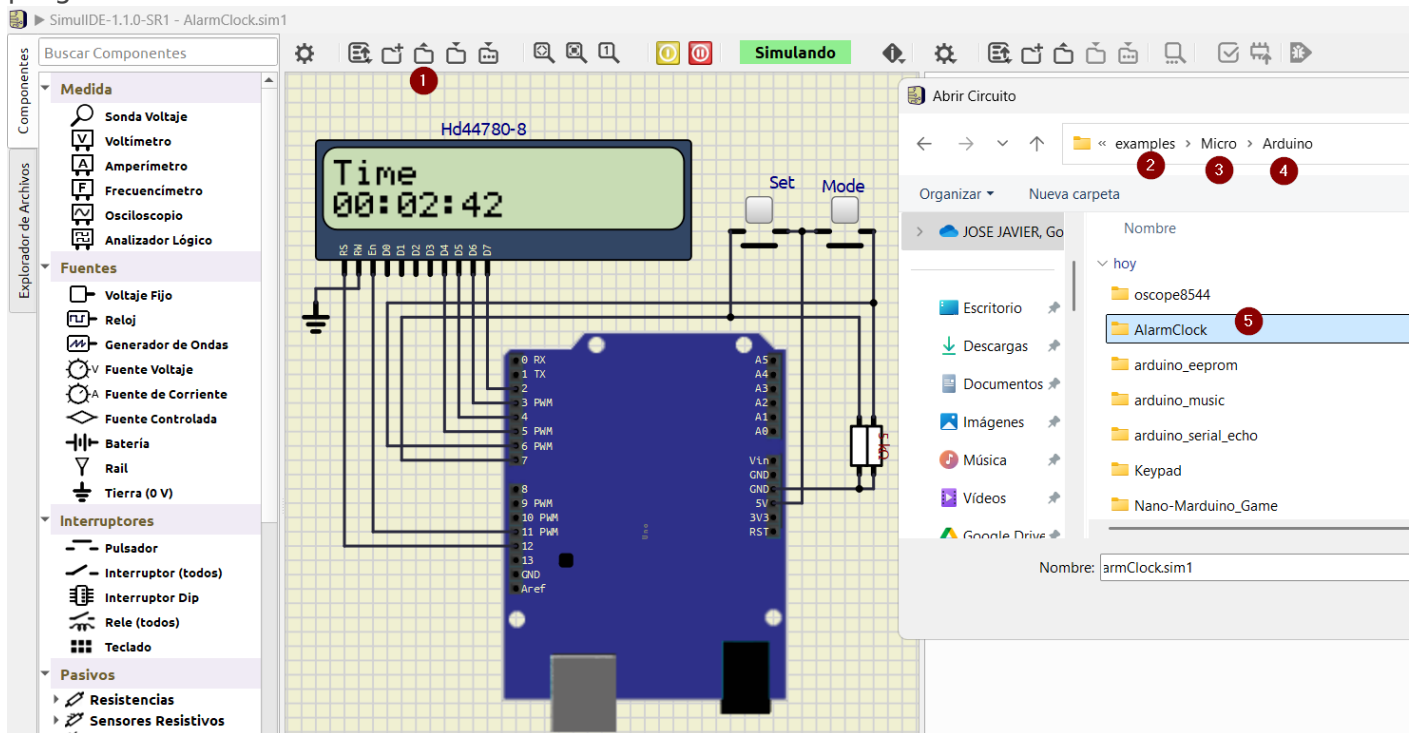 SimulIDE-1.1.0-SR1 - AlarmClock.sim1
Componentes
Explorador de Archivos
Buscar Componentes
Medida
Sonda Voltaje
Voltímetro
Amperímetro
Frecuencímetro
Osciloscopio
Analizador Lógico
Fuentes
Voltaje Fijo
Reloj
Generador de Ondas
Fuente Voltaje
Fuente de Corriente
Fuente Controlada
Batería
Rail
Tierra (0 V)
Interruptores
Pulsador
Interruptor (todos)
Interruptor Dip
Rele (todos)
Teclado
Pasivos
Resistencias
Sensores Resistivos
Simulando
1
Hd44780-8
Time
00:02:42
RS RW En D0 D1 D2 D3 D4 D5 D6 D7
Set Mode
0 RX
1 TX
2
3 PWM
4
5 PWM
6 PWM
7
8
9 PWM
10 PWM
11 PWM
12
13
GND
Aref
Uno
A5
A4
A3
A2
A1
A0
Vin
GND
GND
5V
3V3
RST
5 kΩ
Abrir Circuito
« examples › Micro › Arduino
2 3 4
Organizar Nueva carpeta
JOSE JAVIER, Go
Escritorio
Descargas
Documentos
Imágenes
Música
Vídeos
Google Drive
Nombre
hoy
oscope8544
AlarmClock 5
arduino_eeprom
arduino_music
arduino_serial_echo
Keypad
Nano-Marduino_Game
Nombre: armClock.sim1